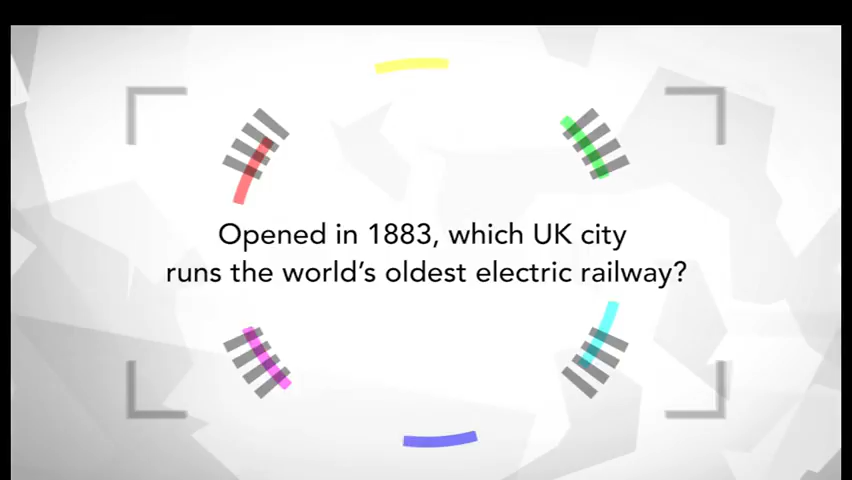 Opened in 1883, which UK city
runs the world's oldest electric railway?